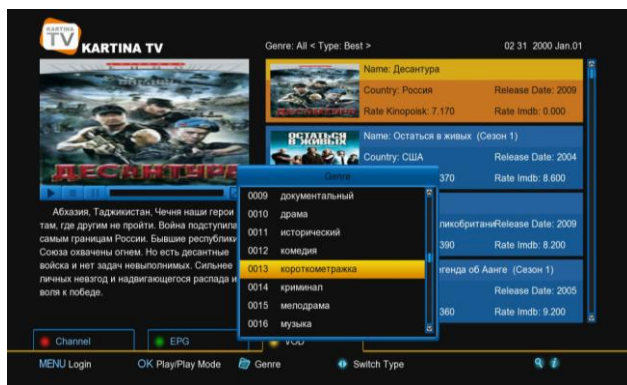 КАРТИНА
TV
KARTINA TV
Genre: All < Type: Best >
02 31 2000 Jan.01
ДЕСАНТУРА
Абхазия, Таджикистан, Чечня наши герои
там, где другим не пройти. Война подступила
самым границам России. Бывшие республики
Союза охвачены огнем. Но есть десантные
войска и нет задач невыполнимых. Сильнее
личных невзгод и надвигающегося распада и
воля к победе.
Name: Десантура
Country: Россия
Release Date: 2009
Rate Kinopoisk: 7.170
Rate Imdb: 0.000
ОСТАТЬСЯ
В ЖИВЫХ
Name: Остаться в живых (Сезон 1)
Country: США
Release Date: 2004
370
Rate Imdb: 8.600
ликобритани
Release Date: 2009
390
Rate Imdb: 8.200
генда об Аанге (Сезон 1)
Release Date: 2005
360
Rate Imdb: 9.200
Genre
0009 документальный
0010 драма
0011 исторический
0012 комедия
0013 короткометражка
0014 криминал
0015 мелодрама
0016 музыка
Channel
EPG
VOD
MENU Login
OK Play/Play Mode
Genre
Switch Type